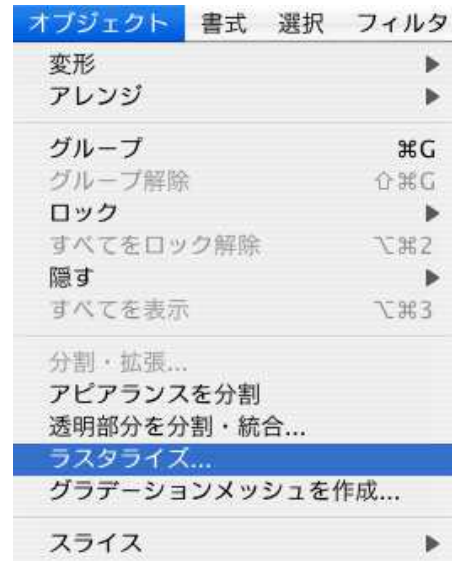 オブジェクト 書式 選択 フィルタ
変形 ▶
アレンジ ▶
グループ ⌘G
グループ解除 ⇧⌘G
ロック ▶
すべてをロック解除 ⌥⌘2
隠す ▶
すべてを表示 ⌥⌘3
分割・拡張...
アピアランスを分割
透明部分を分割・統合...
ラスタライズ...
グラデーションメッシュを作成...
スライス ▶